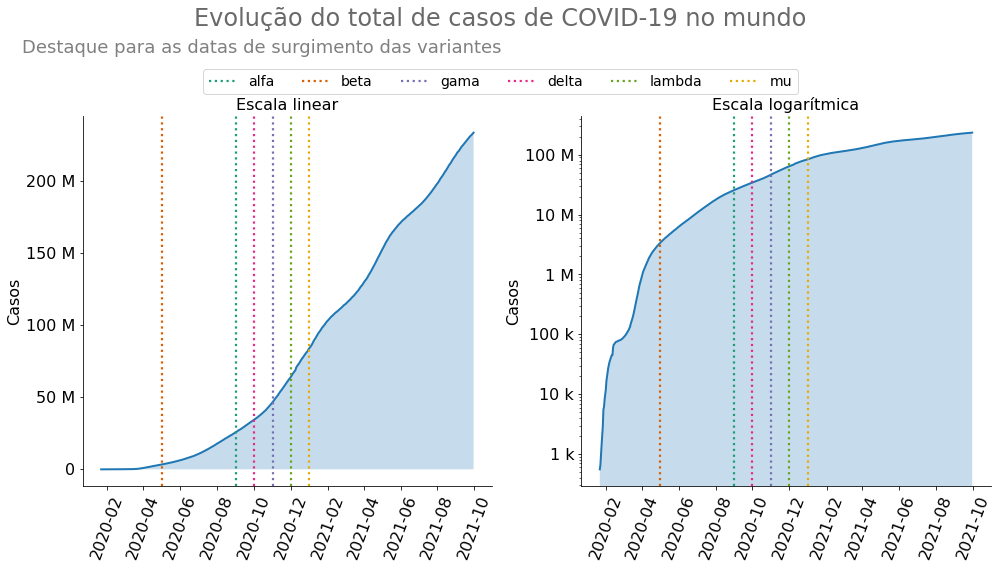 Evolução do total de casos de COVID-19 no mundo
Destaque para as datas de surgimento das variantes
alfa beta gama delta lambda mu
Escala linear
Casos
200 M
150 M
100 M
50 M
0
2020-02 2020-04 2020-06 2020-08 2020-10 2020-12 2021-02 2021-04 2021-06 2021-08 2021-10
Escala logarítmica
Casos
100 M
10 M
1 M
100 k
10 k
1 k
2020-02 2020-04 2020-06 2020-08 2020-10 2020-12 2021-02 2021-04 2021-06 2021-08 2021-10